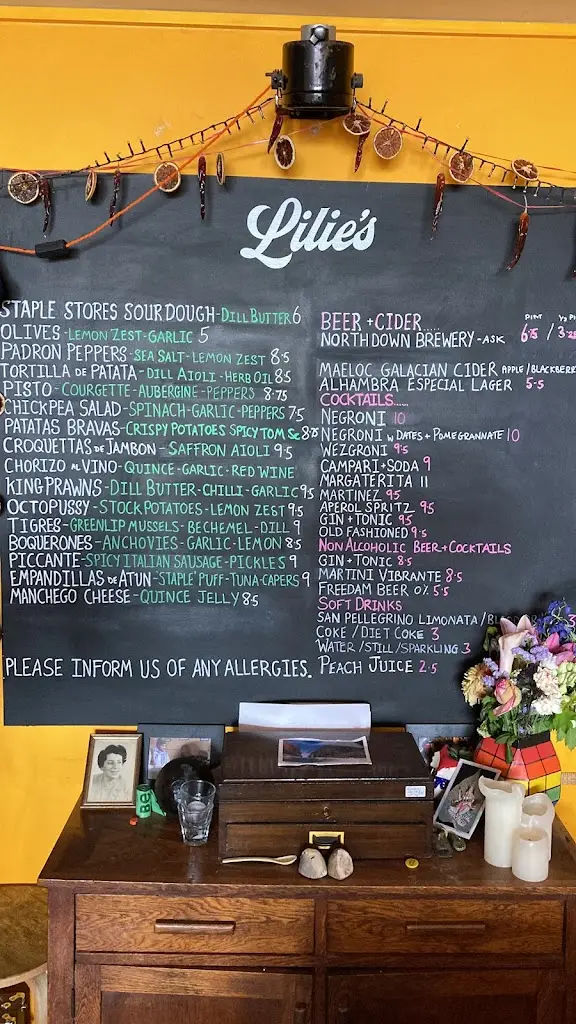 Lilie's
STAPLE STORES SOURDOUGH - DILL BUTTER 6
OLIVES - LEMON ZEST - GARLIC 5
PADRON PEPPERS - SEA SALT - LEMON ZEST 8.5
TORTILLA DE PATATA - DILL AIOLI - HERB OIL 8.5
PISTO - COURGETTE - AUBERGINE - PEPPERS 8.75
CHICKPEA SALAD - SPINACH - GARLIC - PEPPERS 7.5
PATATAS BRAVAS - CRISPY POTATOES SPICY TOM Sc 8.75
CROQUETTAS DE JAMBON - SAFFRON AIOLI 9.5
CHORIZO AL VINO - QUINCE - GARLIC - RED WINE
KING PRAWNS - DILL BUTTER - CHILLI - GARLIC 9.5
OCTOPUSSY - STOCK POTATOES - LEMON ZEST 9.5
TIGRES - GREENLIP MUSSELS - BECHEMEL - DILL 9
BOQUERONES - ANCHOVIES - GARLIC - LEMON 8.5
PICCANTE - SPICY ITALIAN SAUSAGE - PICKLES 9
EMPANDILLAS DE ATUN - STAPLE PUFF - TUNA - CAPERS 9
MANCHEGO CHEESE - QUINCE JELLY 8.5
PLEASE INFORM US OF ANY ALLERGIES.
PINT
BEER + CIDER.....
NORTHDOWN BREWERY - ASK 6.75 /
MAELOC GALACIAN CIDER APPLE/BLACKBERR
ALHAMBRA ESPECIAL LAGER 5.5
COCKTAILS.....
NEGRONI 10
NEGRONI W DATES + POMEGRANNATE 10
WEZGRONI 9.5
CAMPARI + SODA 9
MARGATERITA 11
MARTINEZ 9.5
APEROL SPRITZ 9.5
GIN + TONIC 9.5
OLD FASHIONED 9.5
NON ALCOHOLIC BEER + COCKTAILS
GIN + TONIC 8.5
MARTINI VIBRANTE 8.5
FREEDAM BEER 0% 5.5
SOFT DRINKS
SAN PELLEGRINO LIMONATA / BL
COKE / DIET COKE 3
WATER / STILL / SPARKLING 3
PEACH JUICE 2.5